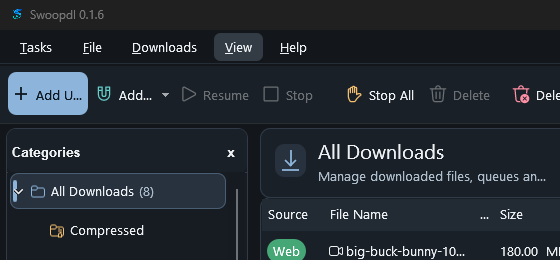 Swoopdl 0.1.6
Tasks File Downloads View Help
Add U... Add... Resume Stop Stop All Delete Dele
Categories x
All Downloads (8)
Compressed
All Downloads
Manage downloaded files, queues an...
Source File Name ... Size
Web big-buck-bunny-10... 180.00 M